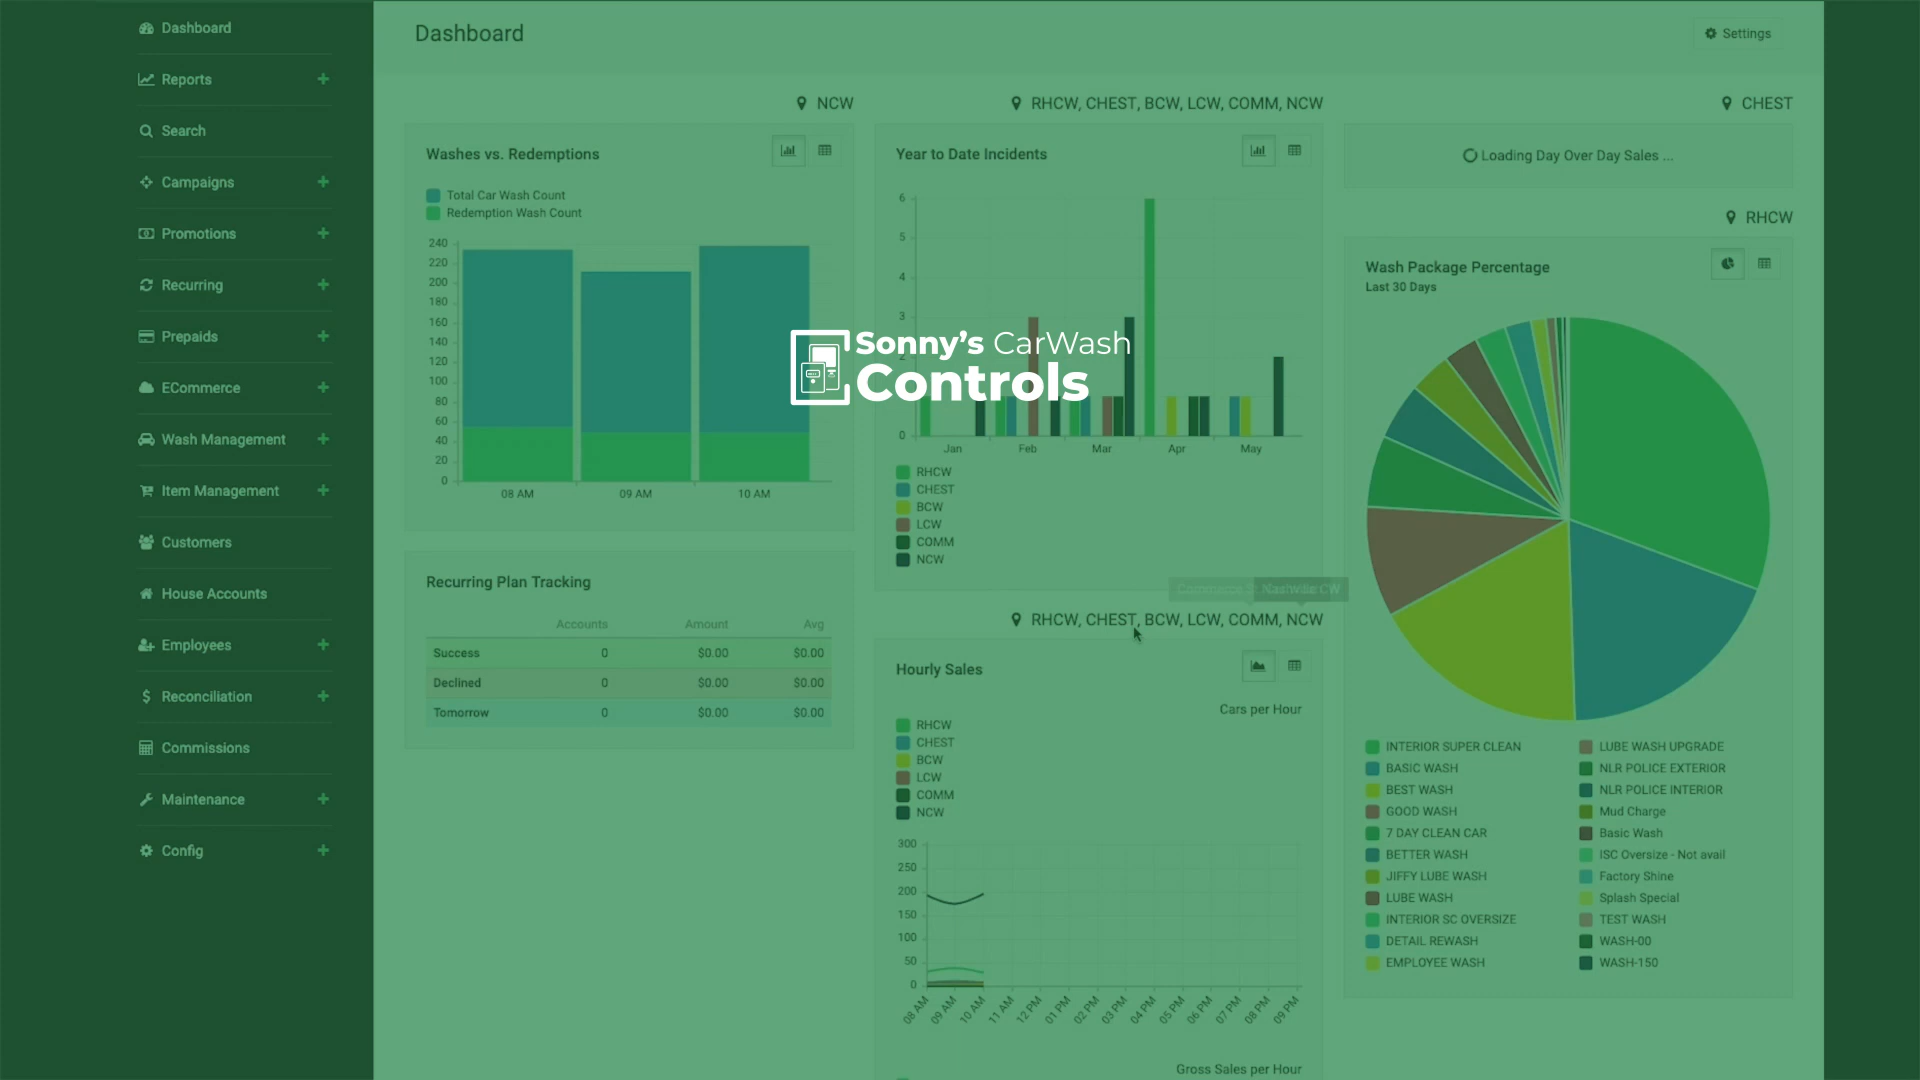 Dashboard
Reports
Search
Campaigns
Promotions
Recurring
Prepaids
ECommerce
Wash Management
Item Management
Customers
House Accounts
Employees
Reconciliation
Commissions
Maintenance
Config
Dashboard
Settings
NCW
Washes vs. Redemptions
Total Car Wash Count
Redemption Wash Count
240
220
200
180
160
140
120
100
80
60
40
20
0
08 AM 09 AM 10 AM
Recurring Plan Tracking
Accounts Amount Avg
Success 0 $0.00 $0.00
Declined 0 $0.00 $0.00
Tomorrow 0 $0.00 $0.00
RHCW, CHEST, BCW, LCW, COMM, NCW
Year to Date Incidents
6
5
4
3
2
0
Jan Feb Mar Apr May
RHCW
CHEST
BCW
LCW
COMM
NCW
Sonny's CarWash
Controls
Nashville CW
RHCW, CHEST, BCW, LCW, COMM, NCW
Hourly Sales
Cars per Hour
RHCW
CHEST
BCW
LCW
COMM
NCW
300
250
200
150
100
50
0
08 AM 09 AM 10 AM 11 AM 12 PM 01 PM 02 PM 03 PM 04 PM 05 PM 06 PM 07 PM 08 PM 09 PM
Gross Sales per Hour
CHEST
Loading Day Over Day Sales ...
RHCW
Wash Package Percentage
Last 30 Days
INTERIOR SUPER CLEAN
BASIC WASH
BEST WASH
GOOD WASH
7 DAY CLEAN CAR
BETTER WASH
JIFFY LUBE WASH
LUBE WASH
INTERIOR SC OVERSIZE
DETAIL REWASH
EMPLOYEE WASH
LUBE WASH UPGRADE
NLR POLICE EXTERIOR
NLR POLICE INTERIOR
Mud Charge
Basic Wash
ISC Oversize - Not avail
Factory Shine
Splash Special
TEST WASH
WASH-00
WASH-150